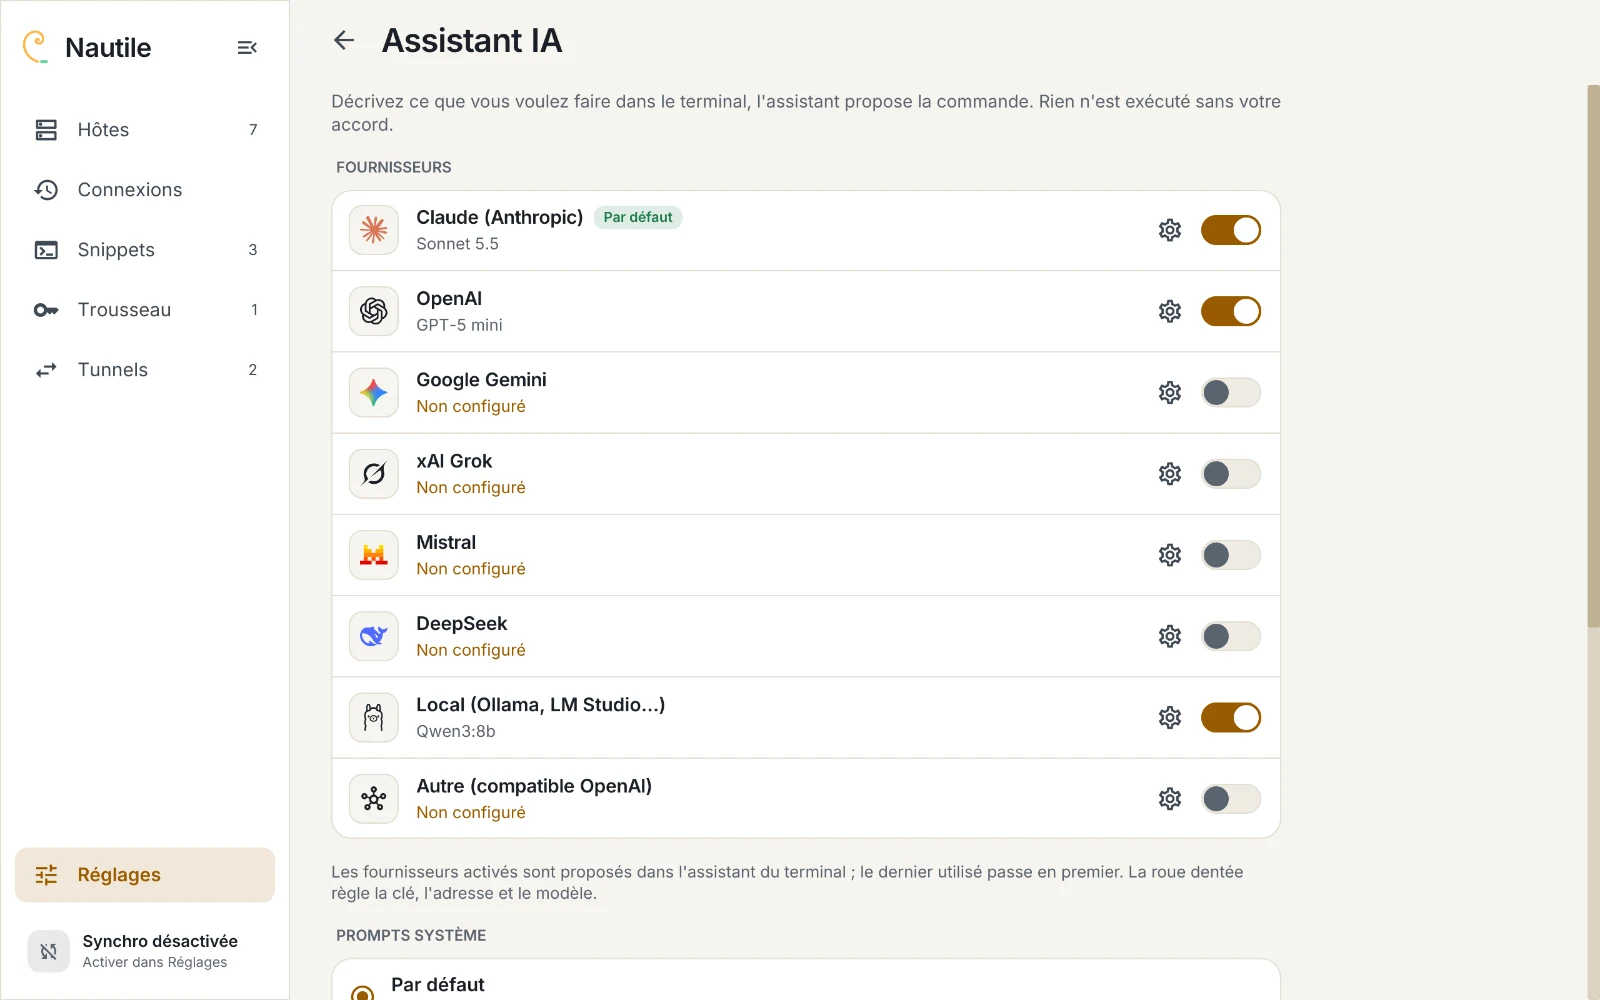 Nautile
Hôtes 7
Connexions
Snippets 3
Trousseau 1
Tunnels 2
Réglages
Synchro désactivée
Activer dans Réglages
Assistant IA
Décrivez ce que vous voulez faire dans le terminal, l'assistant propose la commande. Rien n'est exécuté sans votre
accord.
FOURNISSEURS
Claude (Anthropic) Par défaut
Sonnet 5.5
OpenAI
GPT-5 mini
Google Gemini
Non configuré
xAI Grok
Non configuré
Mistral
Non configuré
DeepSeek
Non configuré
Local (Ollama, LM Studio...)
Qwen3:8b
Autre (compatible OpenAI)
Non configuré
Les fournisseurs activés sont proposés dans l'assistant du terminal ; le dernier utilisé passe en premier. La roue dentée
règle la clé, l'adresse et le modèle.
PROMPTS SYSTÈME
Par défaut